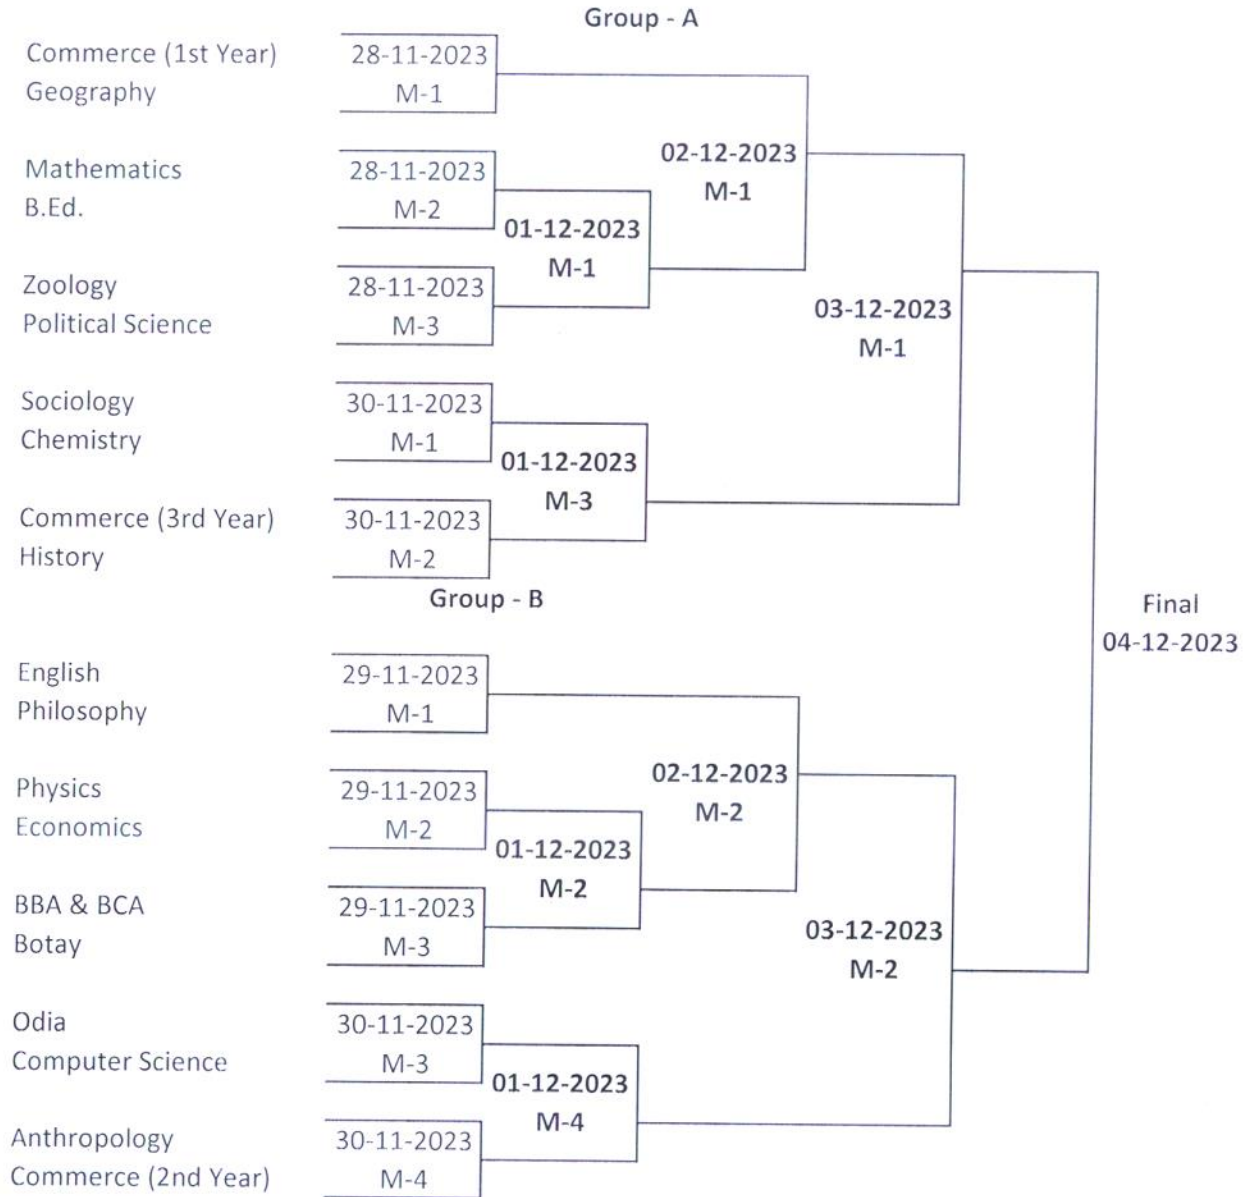 Group - A
Commerce (1st Year)
Geography
28-11-2023
M-1
Mathematics
B.Ed.
28-11-2023
M-2
Zoology
Political Science
28-11-2023
M-3
Sociology
Chemistry
30-11-2023
M-1
Commerce (3rd Year)
History
30-11-2023
M-2
01-12-2023
M-1
01-12-2023
M-3
02-12-2023
M-1
03-12-2023
M-1
Group - B
English
Philosophy
29-11-2023
M-1
Physics
Economics
29-11-2023
M-2
BBA & BCA
Botay
29-11-2023
M-3
Odia
Computer Science
30-11-2023
M-3
Anthropology
Commerce (2nd Year)
30-11-2023
M-4
01-12-2023
M-2
01-12-2023
M-4
02-12-2023
M-2
03-12-2023
M-2
Final
04-12-2023